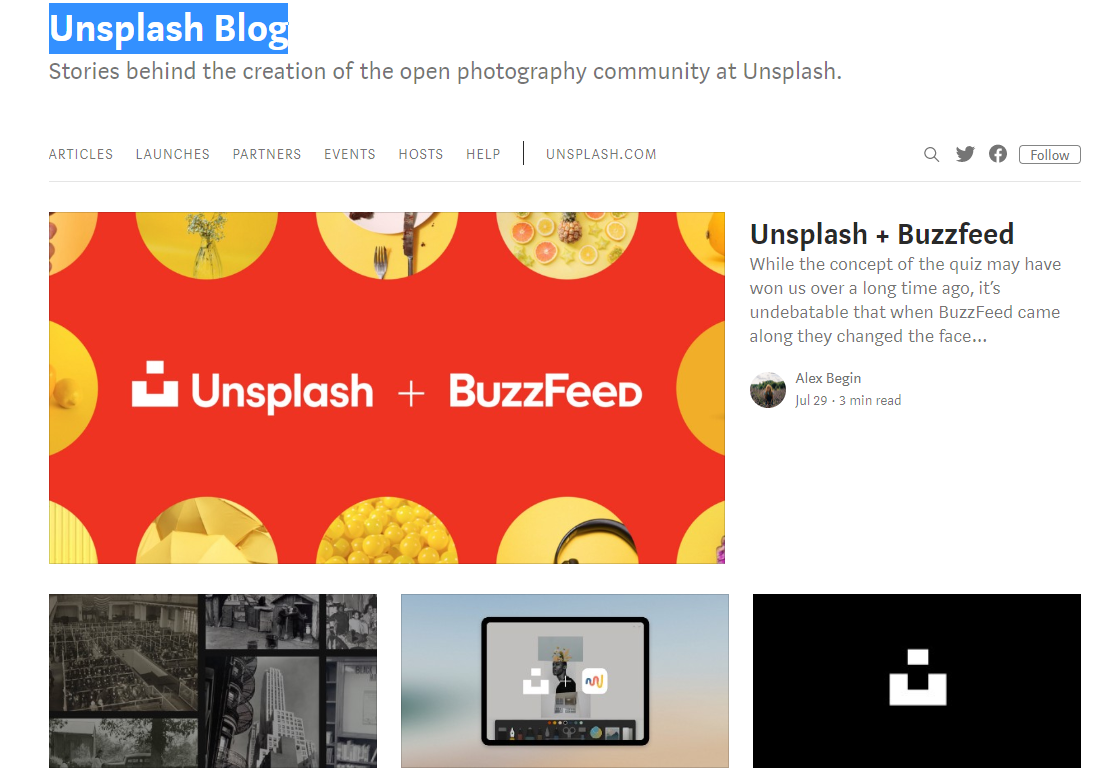 Unsplash Blog
Stories behind the creation of the open photography community at Unsplash.
ARTICLES LAUNCHES PARTNERS EVENTS HOSTS HELP UNSPLASH.COM
Follow
Unsplash + BuzzFeed
Unsplash + Buzzfeed
While the concept of the quiz may have
won us over a long time ago, it’s
undebatable that when BuzzFeed came
along they changed the face…
Alex Begin
Jul 29 · 3 min read